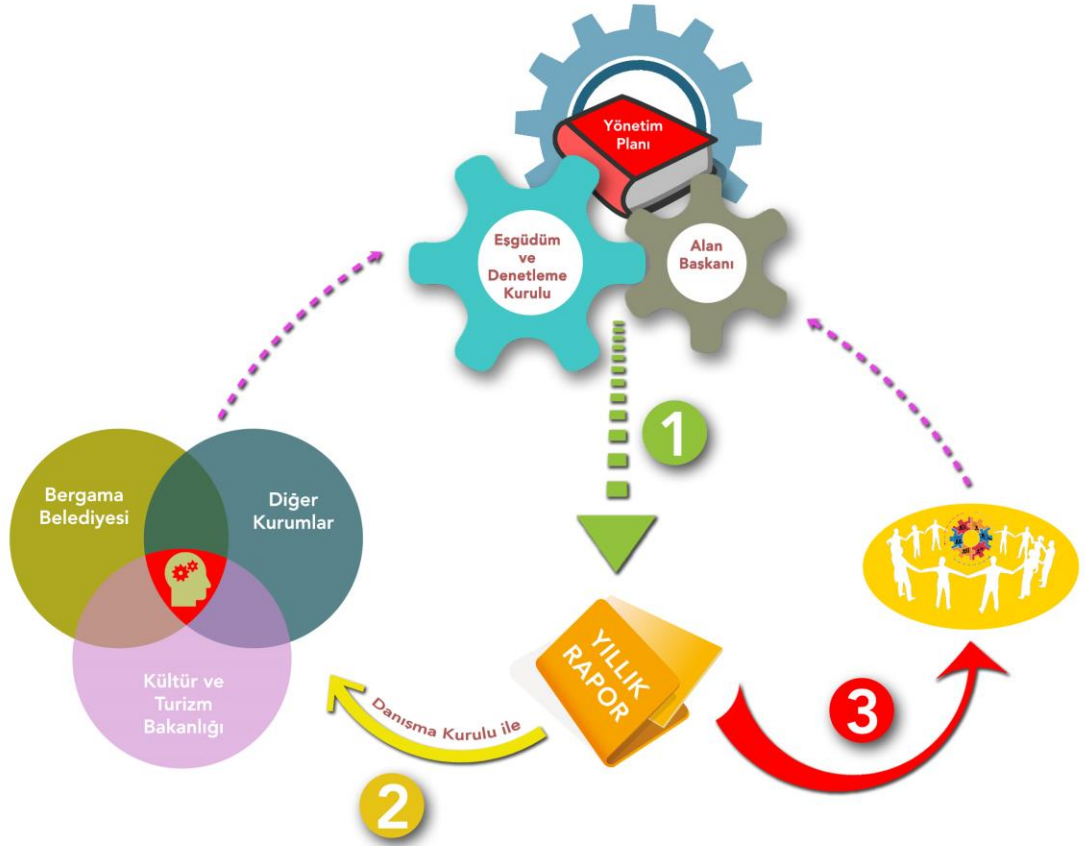 Yönetim
Planı
Eşgüdüm
ve
Denetleme
Kurulu
Alan
Başkanı
1
Bergama
Belediyesi
Diğer
Kurumlar
Kültür ve
Turizm
Bakanlığı
YILLIK
RAPOR
Danışma Kurulu ile
2
3